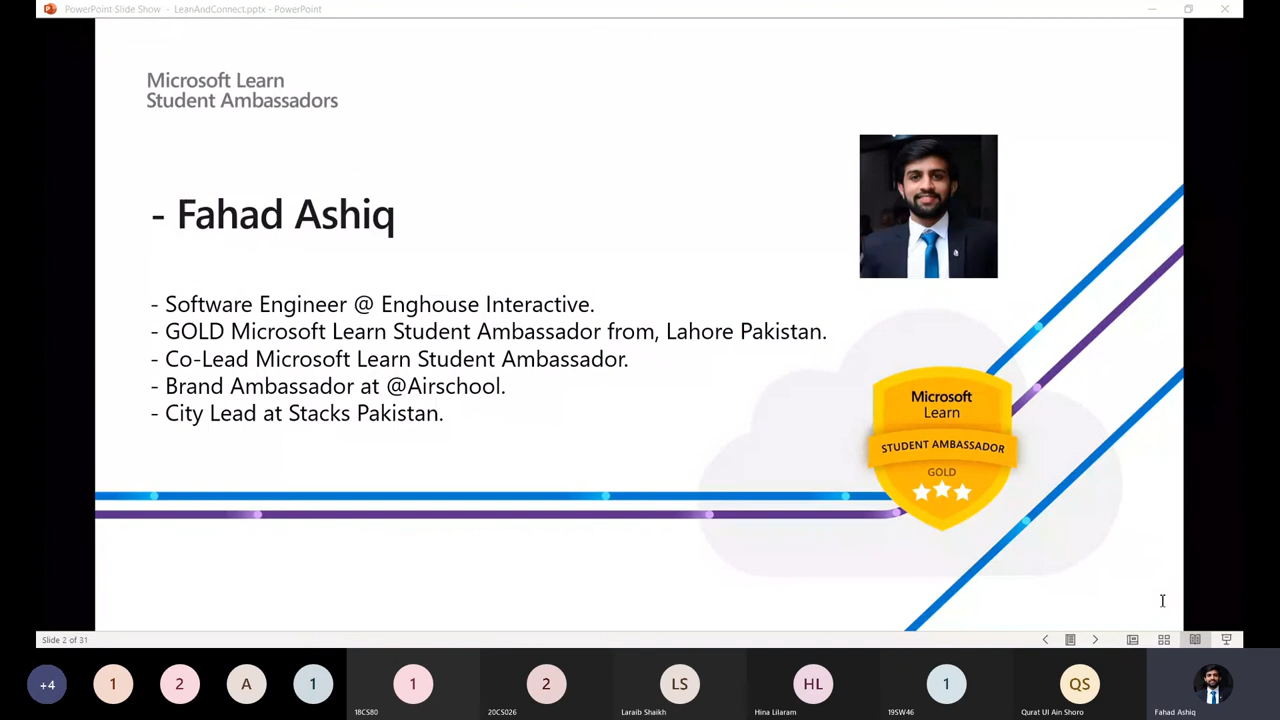 PowerPoint Slide Show - LeanAndConnect.pptx - PowerPoint
Microsoft Learn
Student Ambassadors
- Fahad Ashiq
- Software Engineer @ Enghouse Interactive.
- GOLD Microsoft Learn Student Ambassador from, Lahore Pakistan.
- Co-Lead Microsoft Learn Student Ambassador.
- Brand Ambassador at @Airschool.
- City Lead at Stacks Pakistan.
Microsoft
Learn
STUDENT AMBASSADOR
GOLD
Slide 2 of 31
+4 1 2 A 1 1 2 LS HL 1 QS
18CS80 20CS026 Laraib Shaikh Hina Lilaram 19SW46 Qurat Ul Ain Shoro Fahad Ashiq